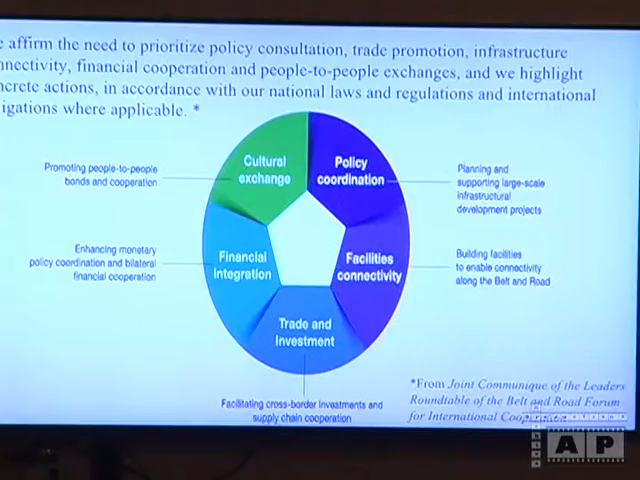 e affirm the need to prioritize policy consultation, trade promotion, infrastructure
nnectivity, financial cooperation and people-to-people exchanges, and we highlight
ncrete actions, in accordance with our national laws and regulations and international
igations where applicable. *
Cultural
exchange
Policy
coordination
Promoting people-to-people
bonds and cooperation
Planning and
supporting large-scale
infrastructural
development projects
Enhancing monetary
policy coordination and bilateral
financial cooperation
Financial
Integration
Facilities
connectivity
Building facilities
to enable connectivity
along the Belt and Road
Trade and
Investment
Facilitating cross-border investments and
supply chain cooperation
*From Joint Communique of the Leaders
Roundtable of the Belt and Road Forum
for International Cooperation
AP